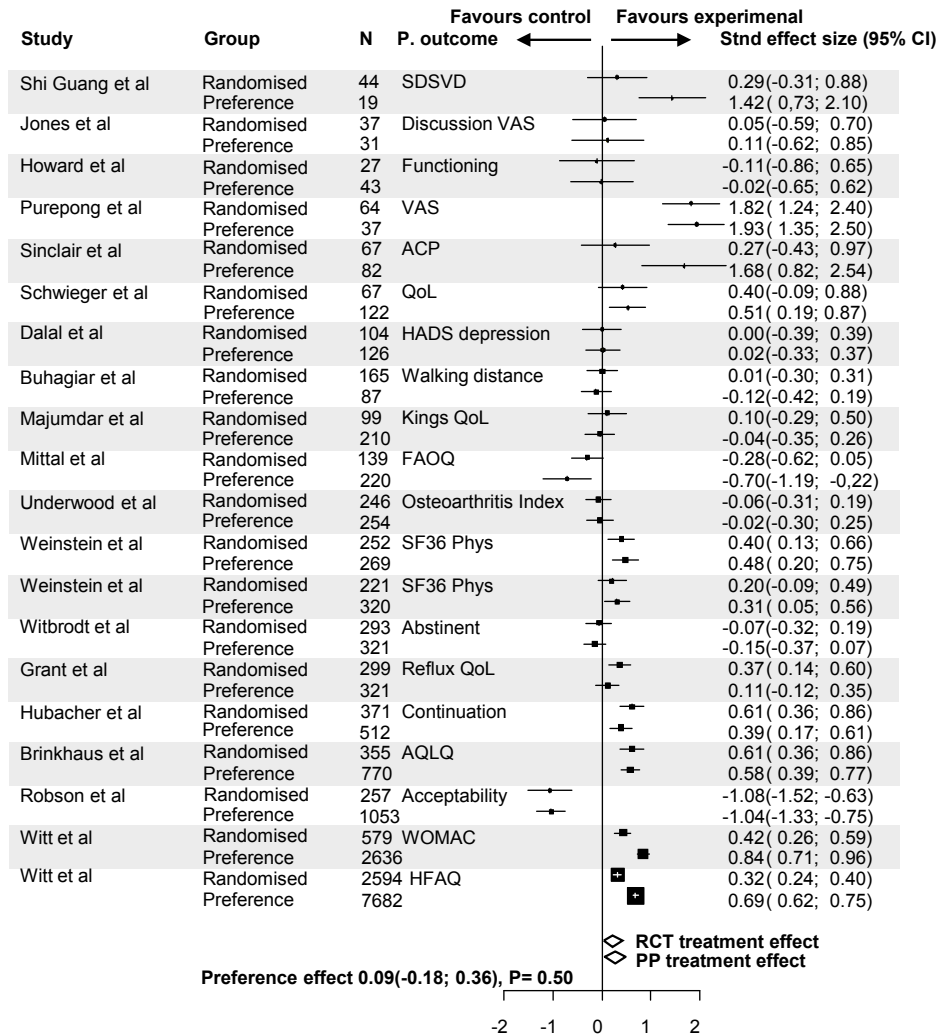 Favours control Favours experimenal
Study Group N P. outcome Stnd effect size (95% CI)
Shi Guang et al Randomised 44 SDSVD 0.29(-0.31; 0.88)
Preference 19 1.42 ( 0,73; 2.10)
Jones et al Randomised 37 Discussion VAS 0.05(-0.59; 0.70)
Preference 31 0.11(-0.62; 0.85)
Howard et al Randomised 27 Functioning -0.11(-0.86; 0.65)
Preference 43 -0.02(-0.65; 0.62)
Purepong et al Randomised 64 VAS 1.82( 1.24; 2.40)
Preference 37 1.93( 1.35; 2.50)
Sinclair et al Randomised 67 ACP 0.27(-0.43; 0.97)
Preference 82 1.68( 0.82; 2.54)
Schwieger et al Randomised 67 QoL 0.40(-0.09; 0.88)
Preference 122 0.51( 0.19; 0.87)
Dalal et al Randomised 104 HADS depression 0.00(-0.39; 0.39)
Preference 126 0.02(-0.33; 0.37)
Buhagiar et al Randomised 165 Walking distance 0.01(-0.30; 0.31)
Preference 87 -0.12(-0.42; 0.19)
Majumdar et al Randomised 99 Kings QoL 0.10(-0.29; 0.50)
Preference 210 -0.04(-0.35; 0.26)
Mittal et al Randomised 139 FAOQ -0.28(-0.62; 0.05)
Preference 220 -0.70(-1.19; -0,22)
Underwood et al Randomised 246 Osteoarthritis Index -0.06(-0.31; 0.19)
Preference 254 -0.02(-0.30; 0.25)
Weinstein et al Randomised 252 SF36 Phys 0.40( 0.13; 0.66)
Preference 269 0.48( 0.20; 0.75)
Weinstein et al Randomised 221 SF36 Phys 0.20(-0.09; 0.49)
Preference 320 0.31( 0.05; 0.56)
Witbrodt et al Randomised 293 Abstinent -0.07(-0.32; 0.19)
Preference 321 -0.15(-0.37; 0.07)
Grant et al Randomised 299 Reflux QoL 0.37( 0.14; 0.60)
Preference 321 0.11(-0.12; 0.35)
Hubacher et al Randomised 371 Continuation 0.61( 0.36; 0.86)
Preference 512 0.39( 0.17; 0.61)
Brinkhaus et al Randomised 355 AQLQ 0.61( 0.36; 0.86)
Preference 770 0.58( 0.39; 0.77)
Robson et al Randomised 257 Acceptability -1.08(-1.52; -0.63)
Preference 1053 -1.04(-1.33; -0.75)
Witt et al Randomised 579 WOMAC 0.42( 0.26; 0.59)
Preference 2636 0.84( 0.71; 0.96)
Witt et al Randomised 2594 HFAQ 0.32( 0.24; 0.40)
Preference 7682 0.69( 0.62; 0.75)
RCT treatment effect
PP treatment effect
Preference effect 0.09(-0.18; 0.36), P= 0.50
-2 -1 0 1 2